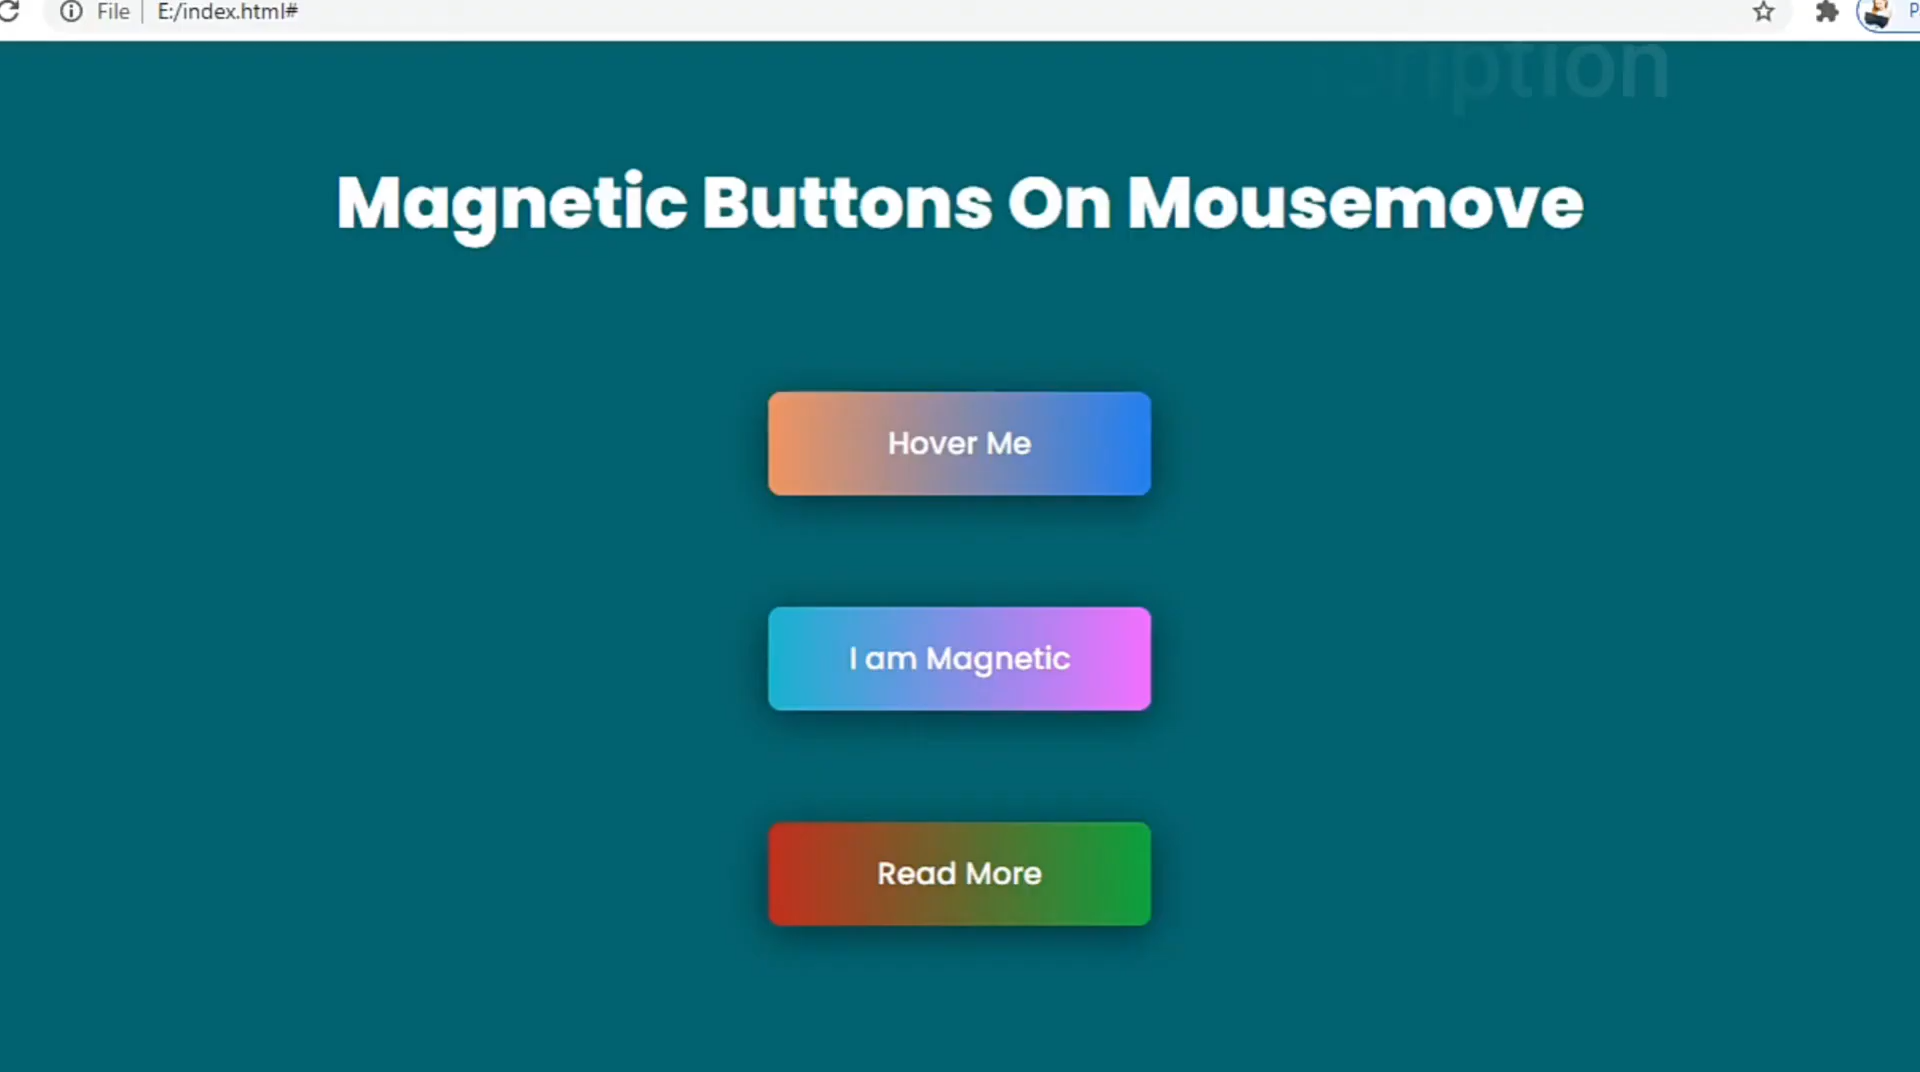 File E:/index.html#
Magnetic Buttons On Mousemove
Hover Me
I am Magnetic
Read More